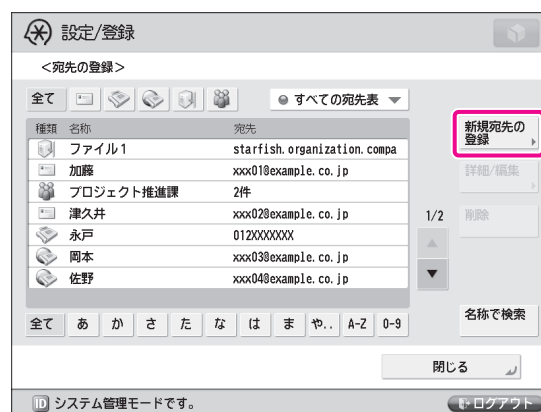 設定/登録
<宛先の登録>
全て
すべての宛先表
種類 名称 宛先
ファイル1 starfish.organization.compa
加藤 xxx01@example.co.jp
プロジェクト推進課 2件
津久井 xxx02@example.co.jp
永戸 012XXXXXXX
岡本 xxx03@example.co.jp
佐野 xxx04@example.co.jp
1/2
新規宛先の
登録
詳細/編集
削除
名称で検索
全て あ か さ た な は ま や.. A-Z 0-9
閉じる
ID システム管理モードです。
ログアウト